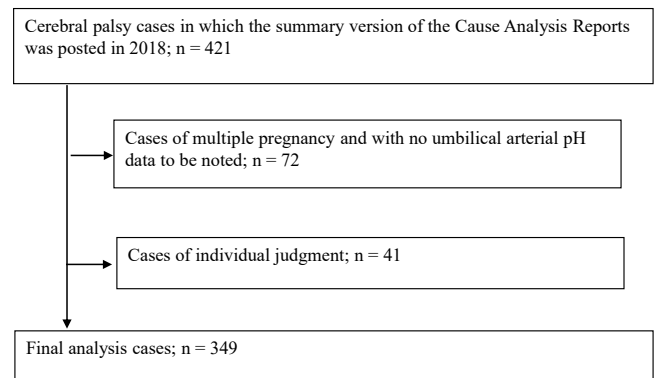 Cerebral palsy cases in which the summary version of the Cause Analysis Reports
was posted in 2018; n = 421
Cases of multiple pregnancy and with no umbilical arterial pH
data to be noted; n = 72
Cases of individual judgment; n = 41
Final analysis cases; n = 349